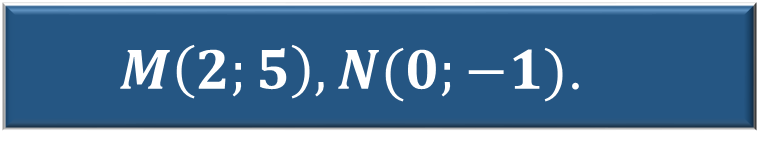 M(2; 5), N(0; −1).